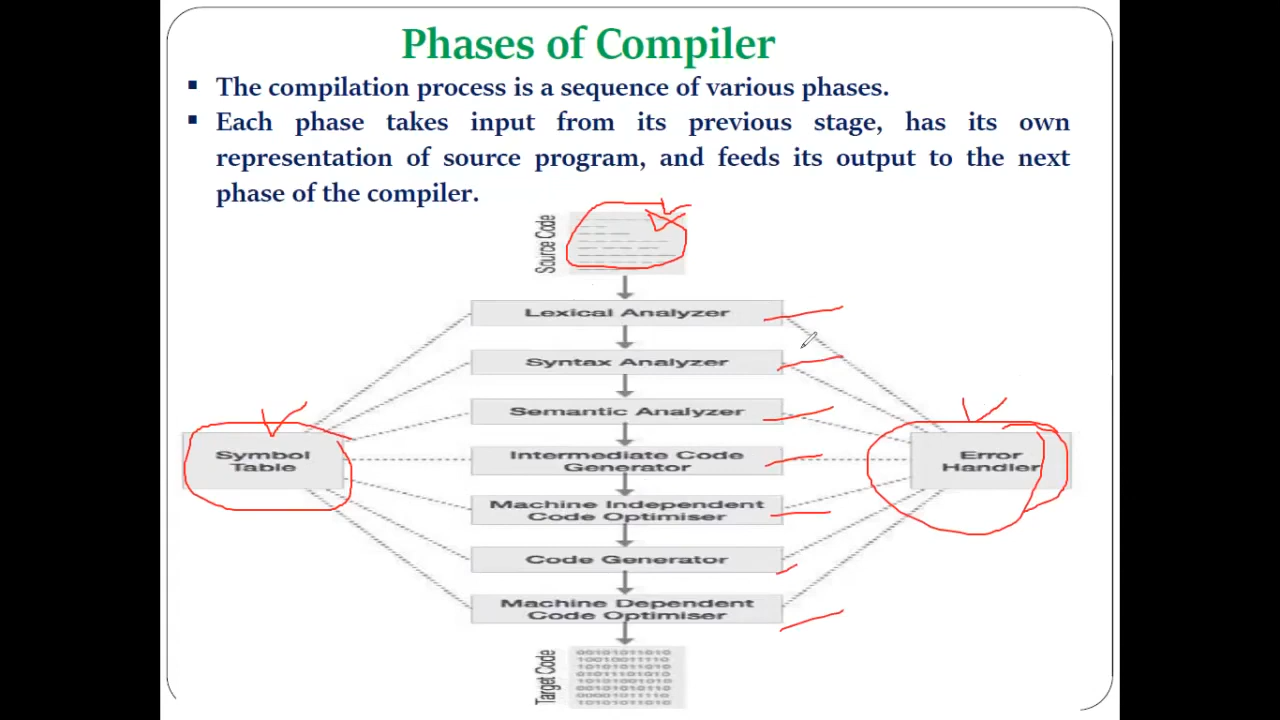 Phases of Compiler
▪ The compilation process is a sequence of various phases.
▪ Each phase takes input from its previous stage, has its own
representation of source program, and feeds its output to the next
phase of the compiler.
Source Code
Lexical Analyzer
Syntax Analyzer
Semantic Analyzer
Symbol
Table
Intermediate Code
Generator
Error
Handler
Machine Independent
Code Optimiser
Code Generator
Machine Dependent
Code Optimiser
Target Code